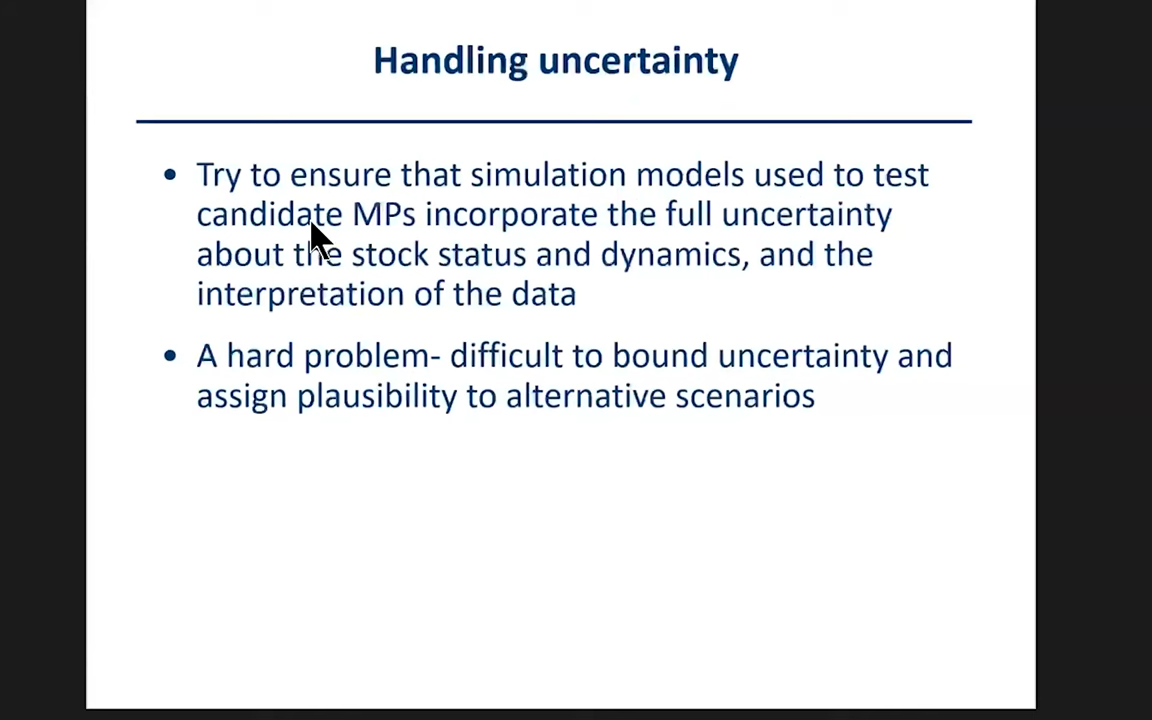 Handling uncertainty
• Try to ensure that simulation models used to test
candidate MPs incorporate the full uncertainty
about the stock status and dynamics, and the
interpretation of the data
• A hard problem- difficult to bound uncertainty and
assign plausibility to alternative scenarios